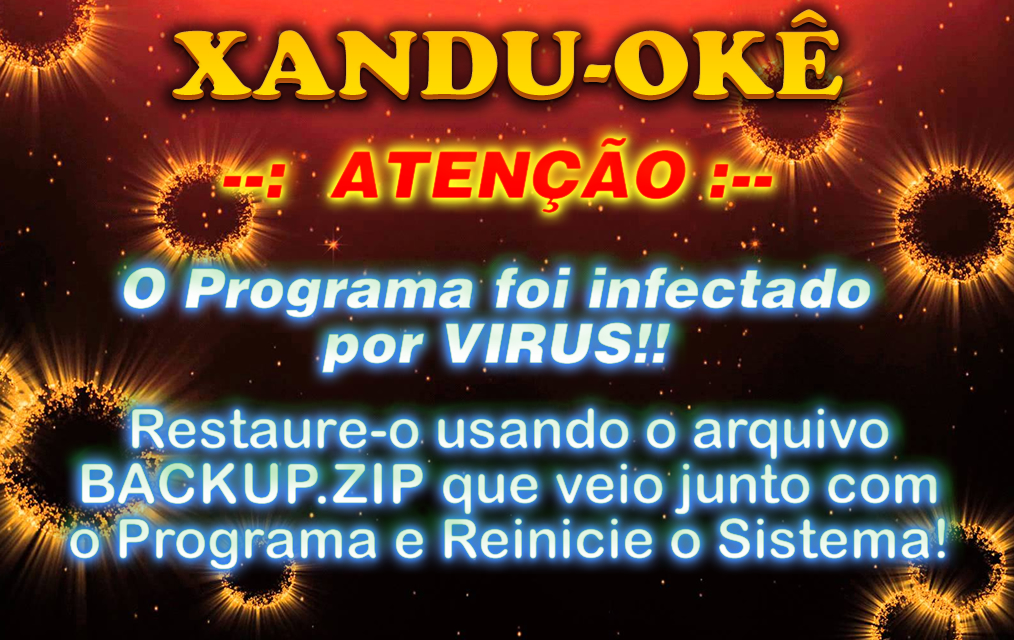 XANDU-OKÊ
--: ATENÇÃO :--
O Programa foi infectado
por VIRUS!!
Restaure-o usando o arquivo
BACKUP.ZIP que veio junto com
o Programa e Reinicie o Sistema!